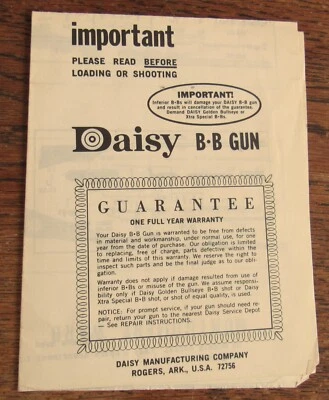 important
PLEASE READ BEFORE
LOADING OR SHOOTING
IMPORTANT!
Inferior B•Bs will damage your DAISY B•B gun
and result in cancellation of the guarantee.
Demand DAISY Golden Bullseye or
Xtra Special B•Bs.
Daisy B•B GUN
GUARANTEE
ONE FULL YEAR WARRANTY
Your Daisy B•B Gun is warranted to be free from defects
in material and workmanship, under normal use, for one
year from the date of purchase. Our obligation is limited
to replacing, free of charge, parts defective within the
time and limits of this warranty. We reserve the right to
inspect such parts and be the final judge as to our obli-
gation.
Warranty does not apply if damage resulted from use of
inferior B•Bs or misuse of the gun. We assume responsi-
bility only if Daisy Golden Bullseye B•B shot or Daisy
Xtra Special B•B shot, or shot of equal quality, is used.
NOTICE: For prompt service, if your gun should need re-
pair, return your gun to the nearest Daisy Service Depot
— See REPAIR INSTRUCTIONS.
DAISY MANUFACTURING COMPANY
ROGERS, ARK., U.S.A. 72756